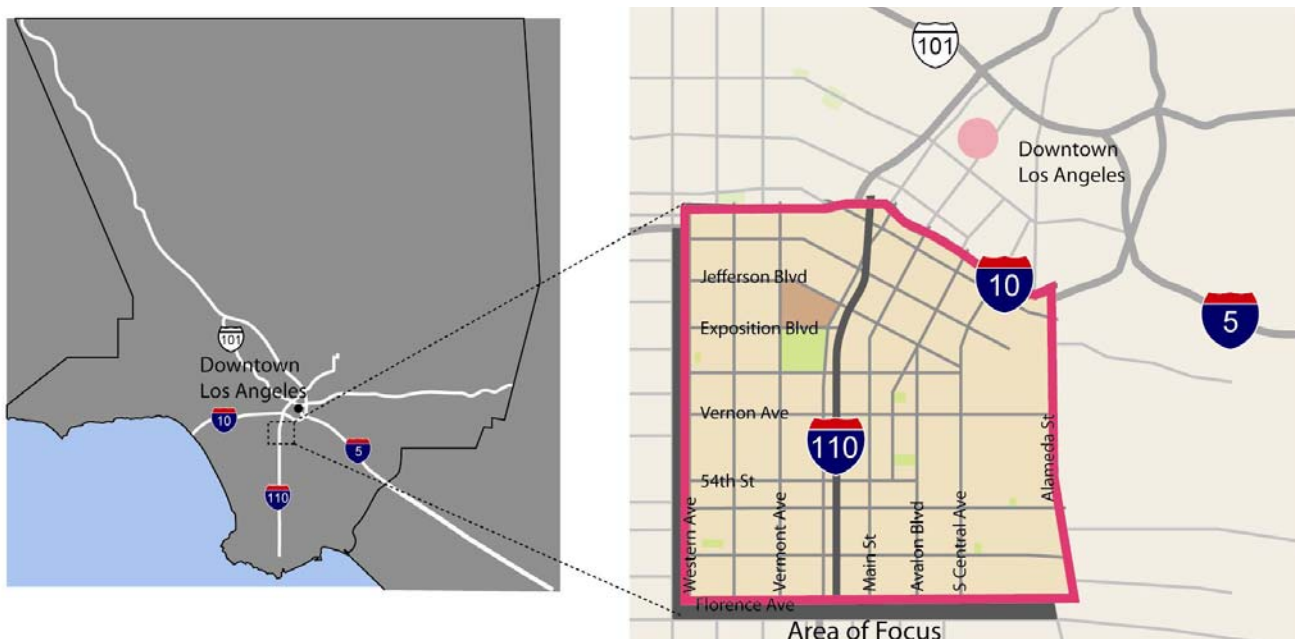 101
Downtown
Los Angeles
10
5
110
101
Downtown
Los Angeles
10
5
Jefferson Blvd
Exposition Blvd
Vernon Ave
110
54th St
Western Ave
Vermont Ave
Main St
Avalon Blvd
S Central Ave
Alameda St
Florence Ave
Area of Focus